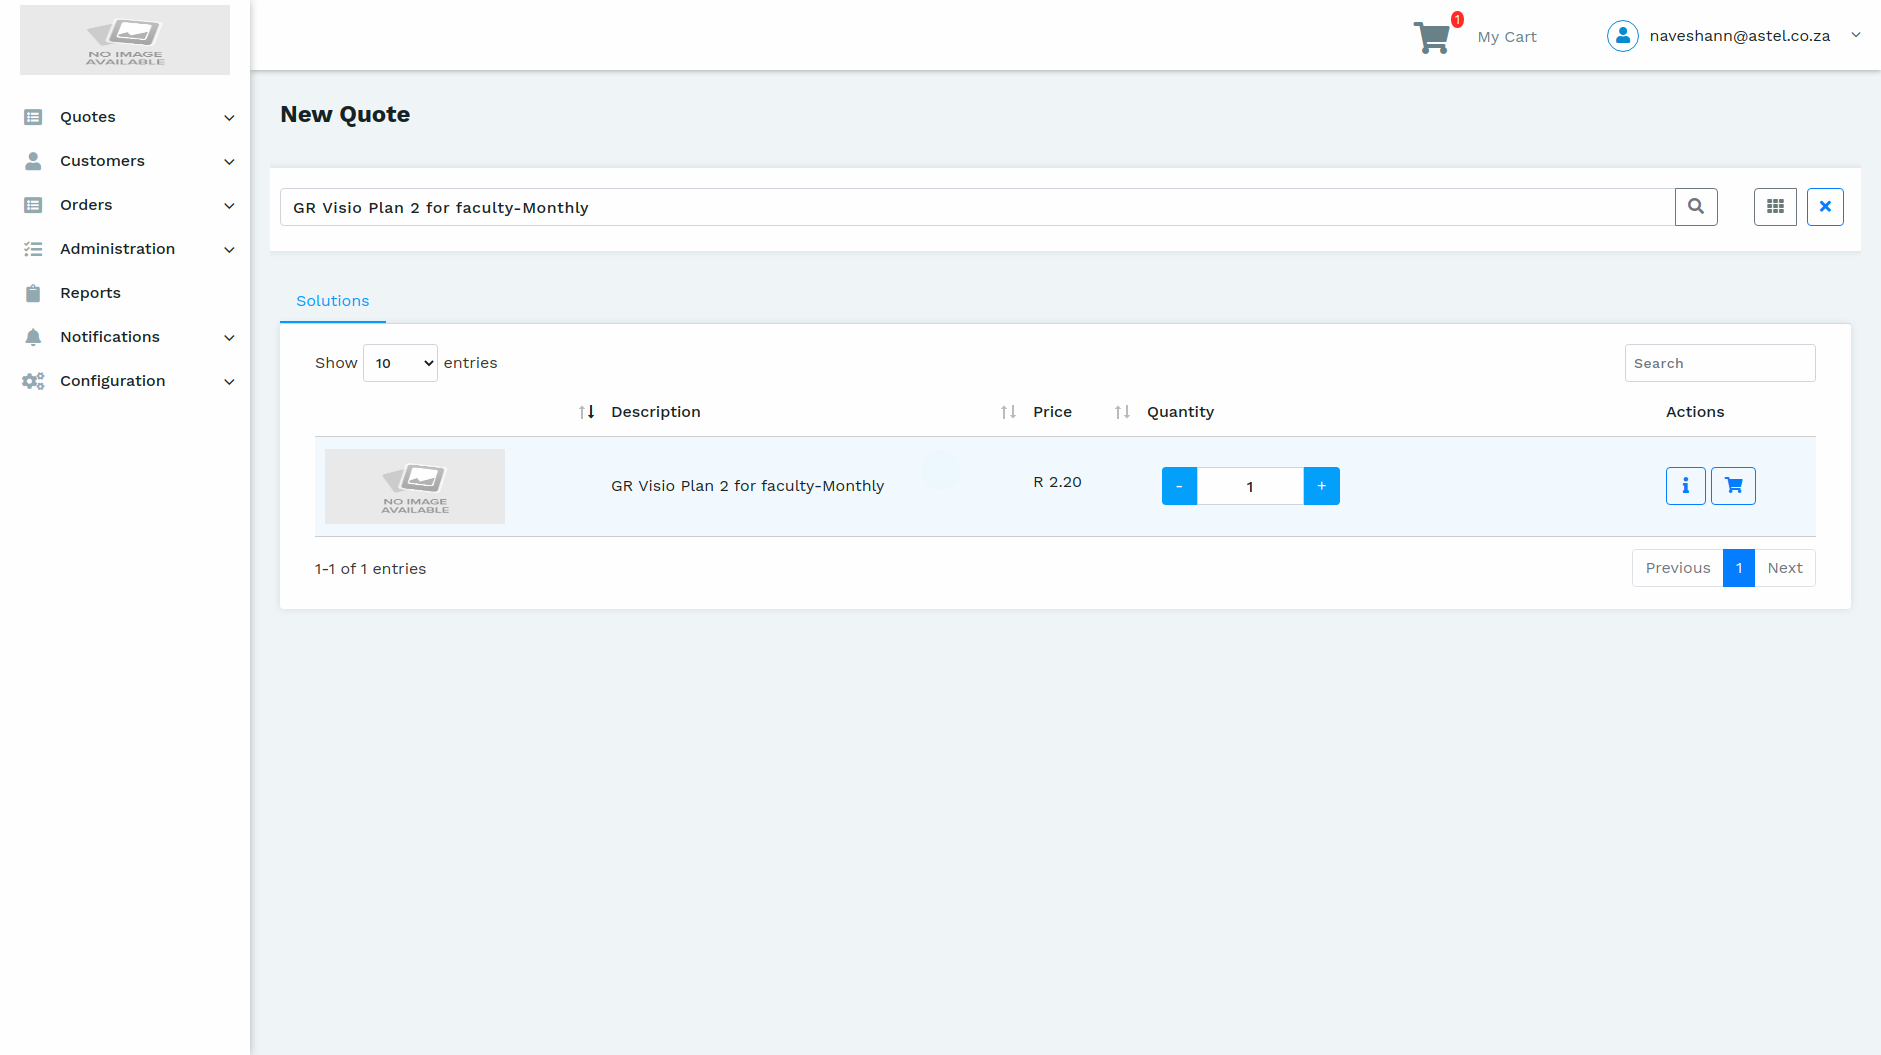 NO IMAGE
AVAILABLE
1
My Cart
naveshann@astel.co.za
Quotes
Customers
Orders
Administration
Reports
Notifications
Configuration
New Quote
GR Visio Plan 2 for faculty-Monthly
Solutions
Show 10 entries
Search
Description Price Quantity Actions
NO IMAGE
AVAILABLE
GR Visio Plan 2 for faculty-Monthly R 2.20 - 1 +
1-1 of 1 entries
Previous 1 Next